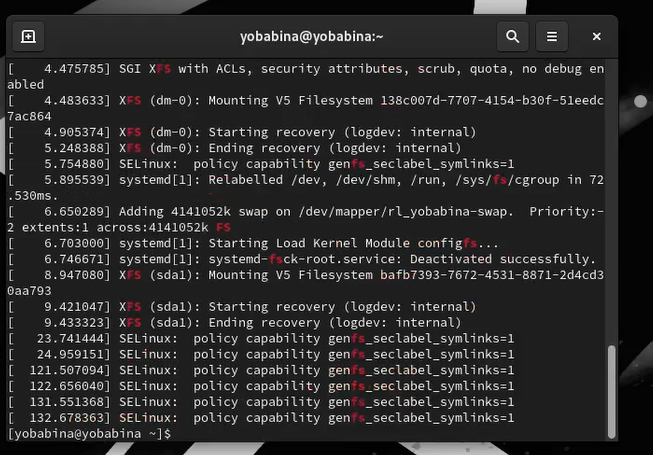 yobabina@yobabina:~
[    4.475785] SGI XFS with ACLs, security attributes, scrub, quota, no debug en
abled
[    4.483633] XFS (dm-0): Mounting V5 Filesystem 138c007d-7707-4154-b30f-51eedc
7ac864
[    4.905374] XFS (dm-0): Starting recovery (logdev: internal)
[    5.248388] XFS (dm-0): Ending recovery (logdev: internal)
[    5.754880] SELinux:  policy capability genfs_seclabel_symlinks=1
[    5.895539] systemd[1]: Relabelled /dev, /dev/shm, /run, /sys/fs/cgroup in 72
.530ms.
[    6.650289] Adding 4141052k swap on /dev/mapper/rl_yobabina-swap.  Priority:-
2 extents:1 across:4141052k FS
[    6.703000] systemd[1]: Starting Load Kernel Module configfs...
[    6.746671] systemd[1]: systemd-fsck-root.service: Deactivated successfully.
[    8.947080] XFS (sda1): Mounting V5 Filesystem bafb7393-7672-4531-8871-2d4cd3
0aa793
[    9.421047] XFS (sda1): Starting recovery (logdev: internal)
[    9.433323] XFS (sda1): Ending recovery (logdev: internal)
[   23.741444] SELinux:  policy capability genfs_seclabel_symlinks=1
[   24.959151] SELinux:  policy capability genfs_seclabel_symlinks=1
[  121.507094] SELinux:  policy capability genfs_seclabel_symlinks=1
[  122.656040] SELinux:  policy capability genfs_seclabel_symlinks=1
[  131.551368] SELinux:  policy capability genfs_seclabel_symlinks=1
[  132.678363] SELinux:  policy capability genfs_seclabel_symlinks=1
[yobabina@yobabina ~]$